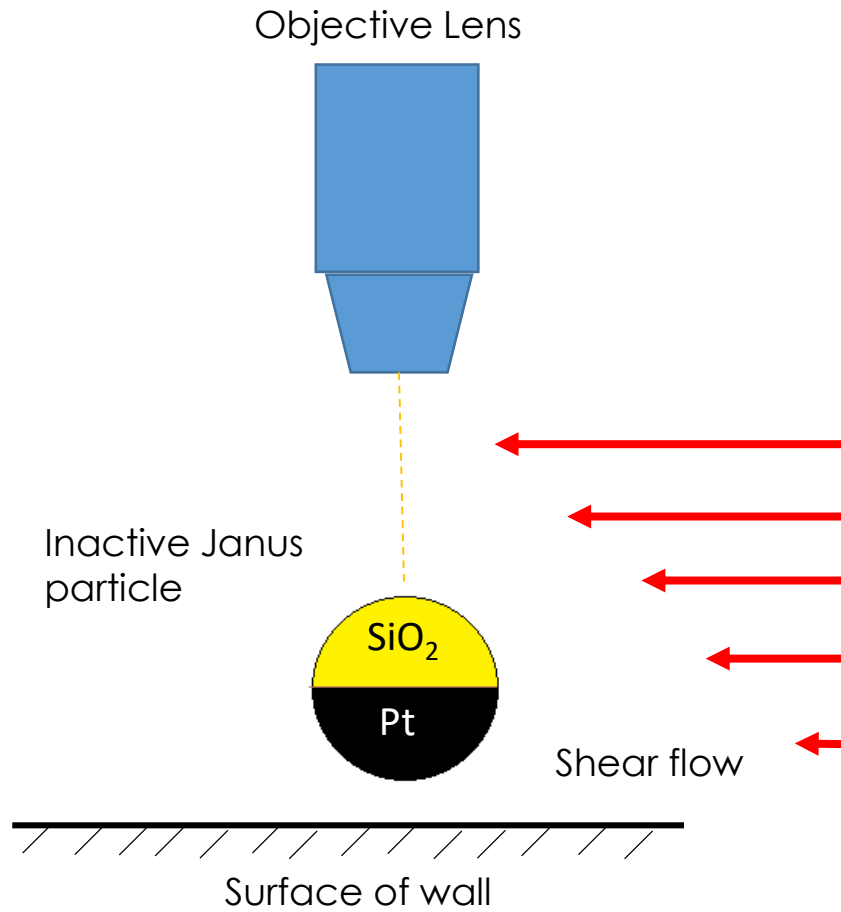 Objective Lens
Inactive Janus
particle
SiO₂
Pt
Shear flow
Surface of wall